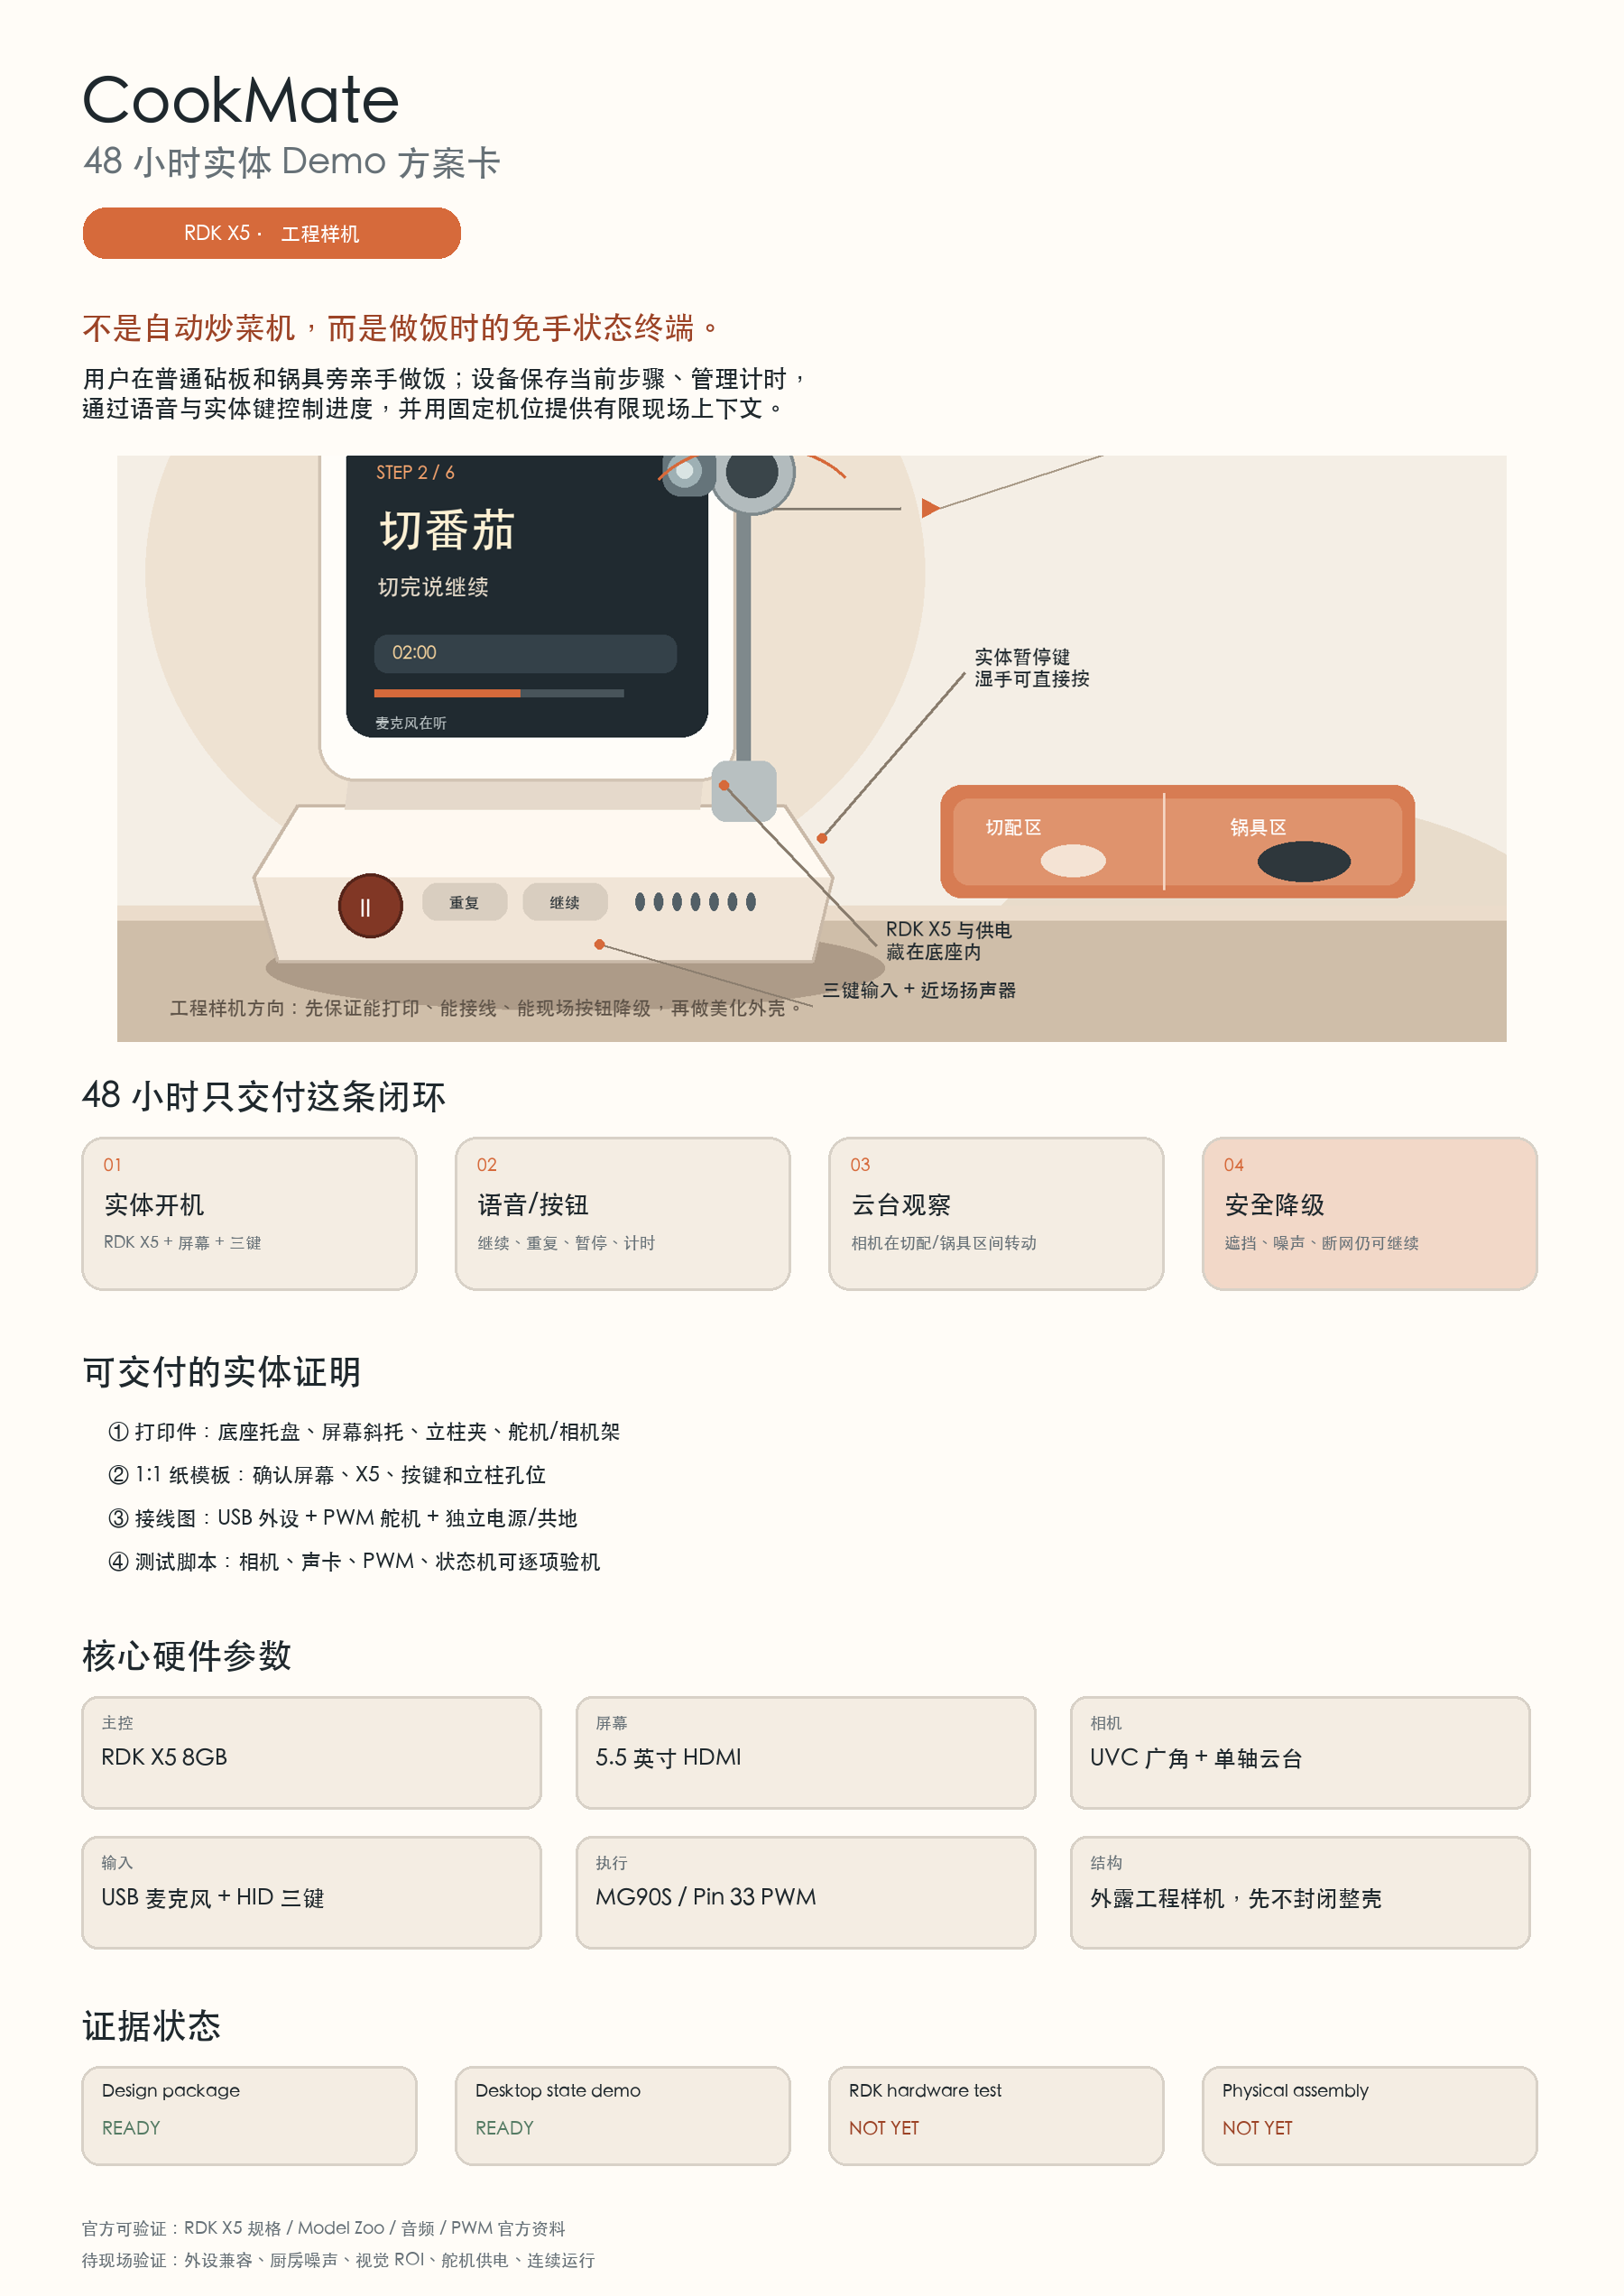 CookMate
48 小时实体 Demo 方案卡
RDK X5 · 工程样机
不是自动炒菜机，而是做饭时的免手状态终端。
用户在普通砧板和锅具旁亲手做饭；设备保存当前步骤、管理计时，
通过语音与实体键控制进度，并用固定机位提供有限现场上下文。
STEP 2 / 6
切番茄
切完说继续
02:00
麦克风在听
实体暂停键
湿手可直接按
切配区
锅具区
||
重复
继续
RDK X5 与供电
藏在底座内
三键输入 + 近场扬声器
工程样机方向：先保证能打印、能接线、能现场按钮降级，再做美化外壳。
48 小时只交付这条闭环
01
实体开机
RDK X5 + 屏幕 + 三键
02
语音/按钮
继续、重复、暂停、计时
03
云台观察
相机在切配/锅具区间转动
04
安全降级
遮挡、噪声、断网仍可继续
可交付的实体证明
① 打印件：底座托盘、屏幕斜托、立柱夹、舵机/相机架
② 1:1 纸模板：确认屏幕、X5、按键和立柱孔位
③ 接线图：USB 外设 + PWM 舵机 + 独立电源/共地
④ 测试脚本：相机、声卡、PWM、状态机可逐项验机
核心硬件参数
主控
RDK X5 8GB
屏幕
5.5 英寸 HDMI
相机
UVC 广角 + 单轴云台
输入
USB 麦克风 + HID 三键
执行
MG90S / Pin 33 PWM
结构
外露工程样机，先不封闭整壳
证据状态
Design package
READY
Desktop state demo
READY
RDK hardware test
NOT YET
Physical assembly
NOT YET
官方可验证：RDK X5 规格 / Model Zoo / 音频 / PWM 官方资料
待现场验证：外设兼容、厨房噪声、视觉 ROI、舵机供电、连续运行